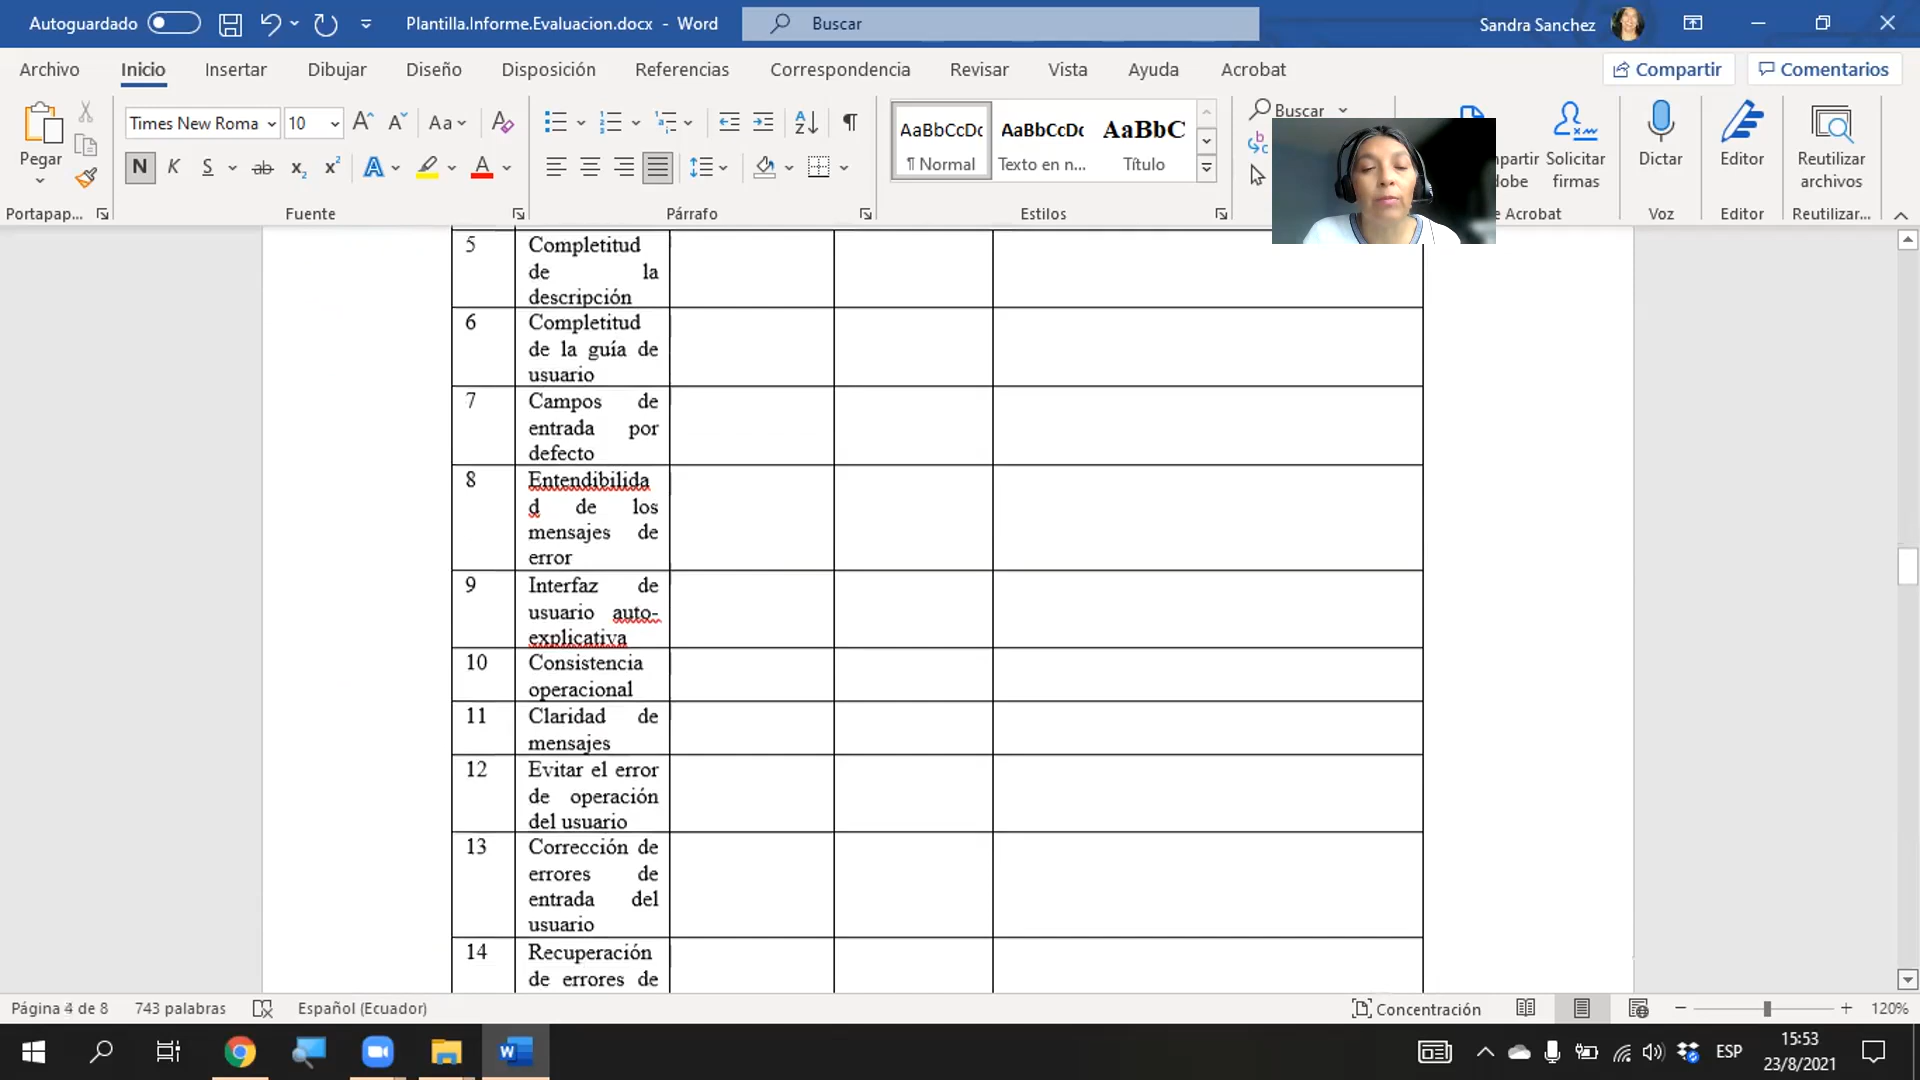 Autoguardado
Plantilla.Informe.Evaluacion.docx - Word
Buscar
Sandra Sanchez
Archivo Inicio Insertar Dibujar Diseño Disposición Referencias Correspondencia Revisar Vista Ayuda Acrobat
Compartir
Comentarios
Pegar
Portapap...
Times New Roma
10
Aa
N K S ab x₂ x² A A
Fuente
Párrafo
AaBbCcDc
¶ Normal
AaBbCcDc
Texto en n...
AaBbC
Título
Estilos
Buscar
Solicitar
firmas
Dictar
Voz
Editor
Editor
Reutilizar
archivos
Reutilizar...
5 Completitud
de la
descripción
6 Completitud
de la guía de
usuario
7 Campos de
entrada por
defecto
8 Entendibilida
d de los
mensajes de
error
9 Interfaz de
usuario auto-
explicativa
10 Consistencia
operacional
11 Claridad de
mensajes
12 Evitar el error
de operación
del usuario
13 Corrección de
errores de
entrada del
usuario
14 Recuperación
de errores de
Página 4 de 8 743 palabras Español (Ecuador)
Concentración
120%
ESP
15:53
23/8/2021